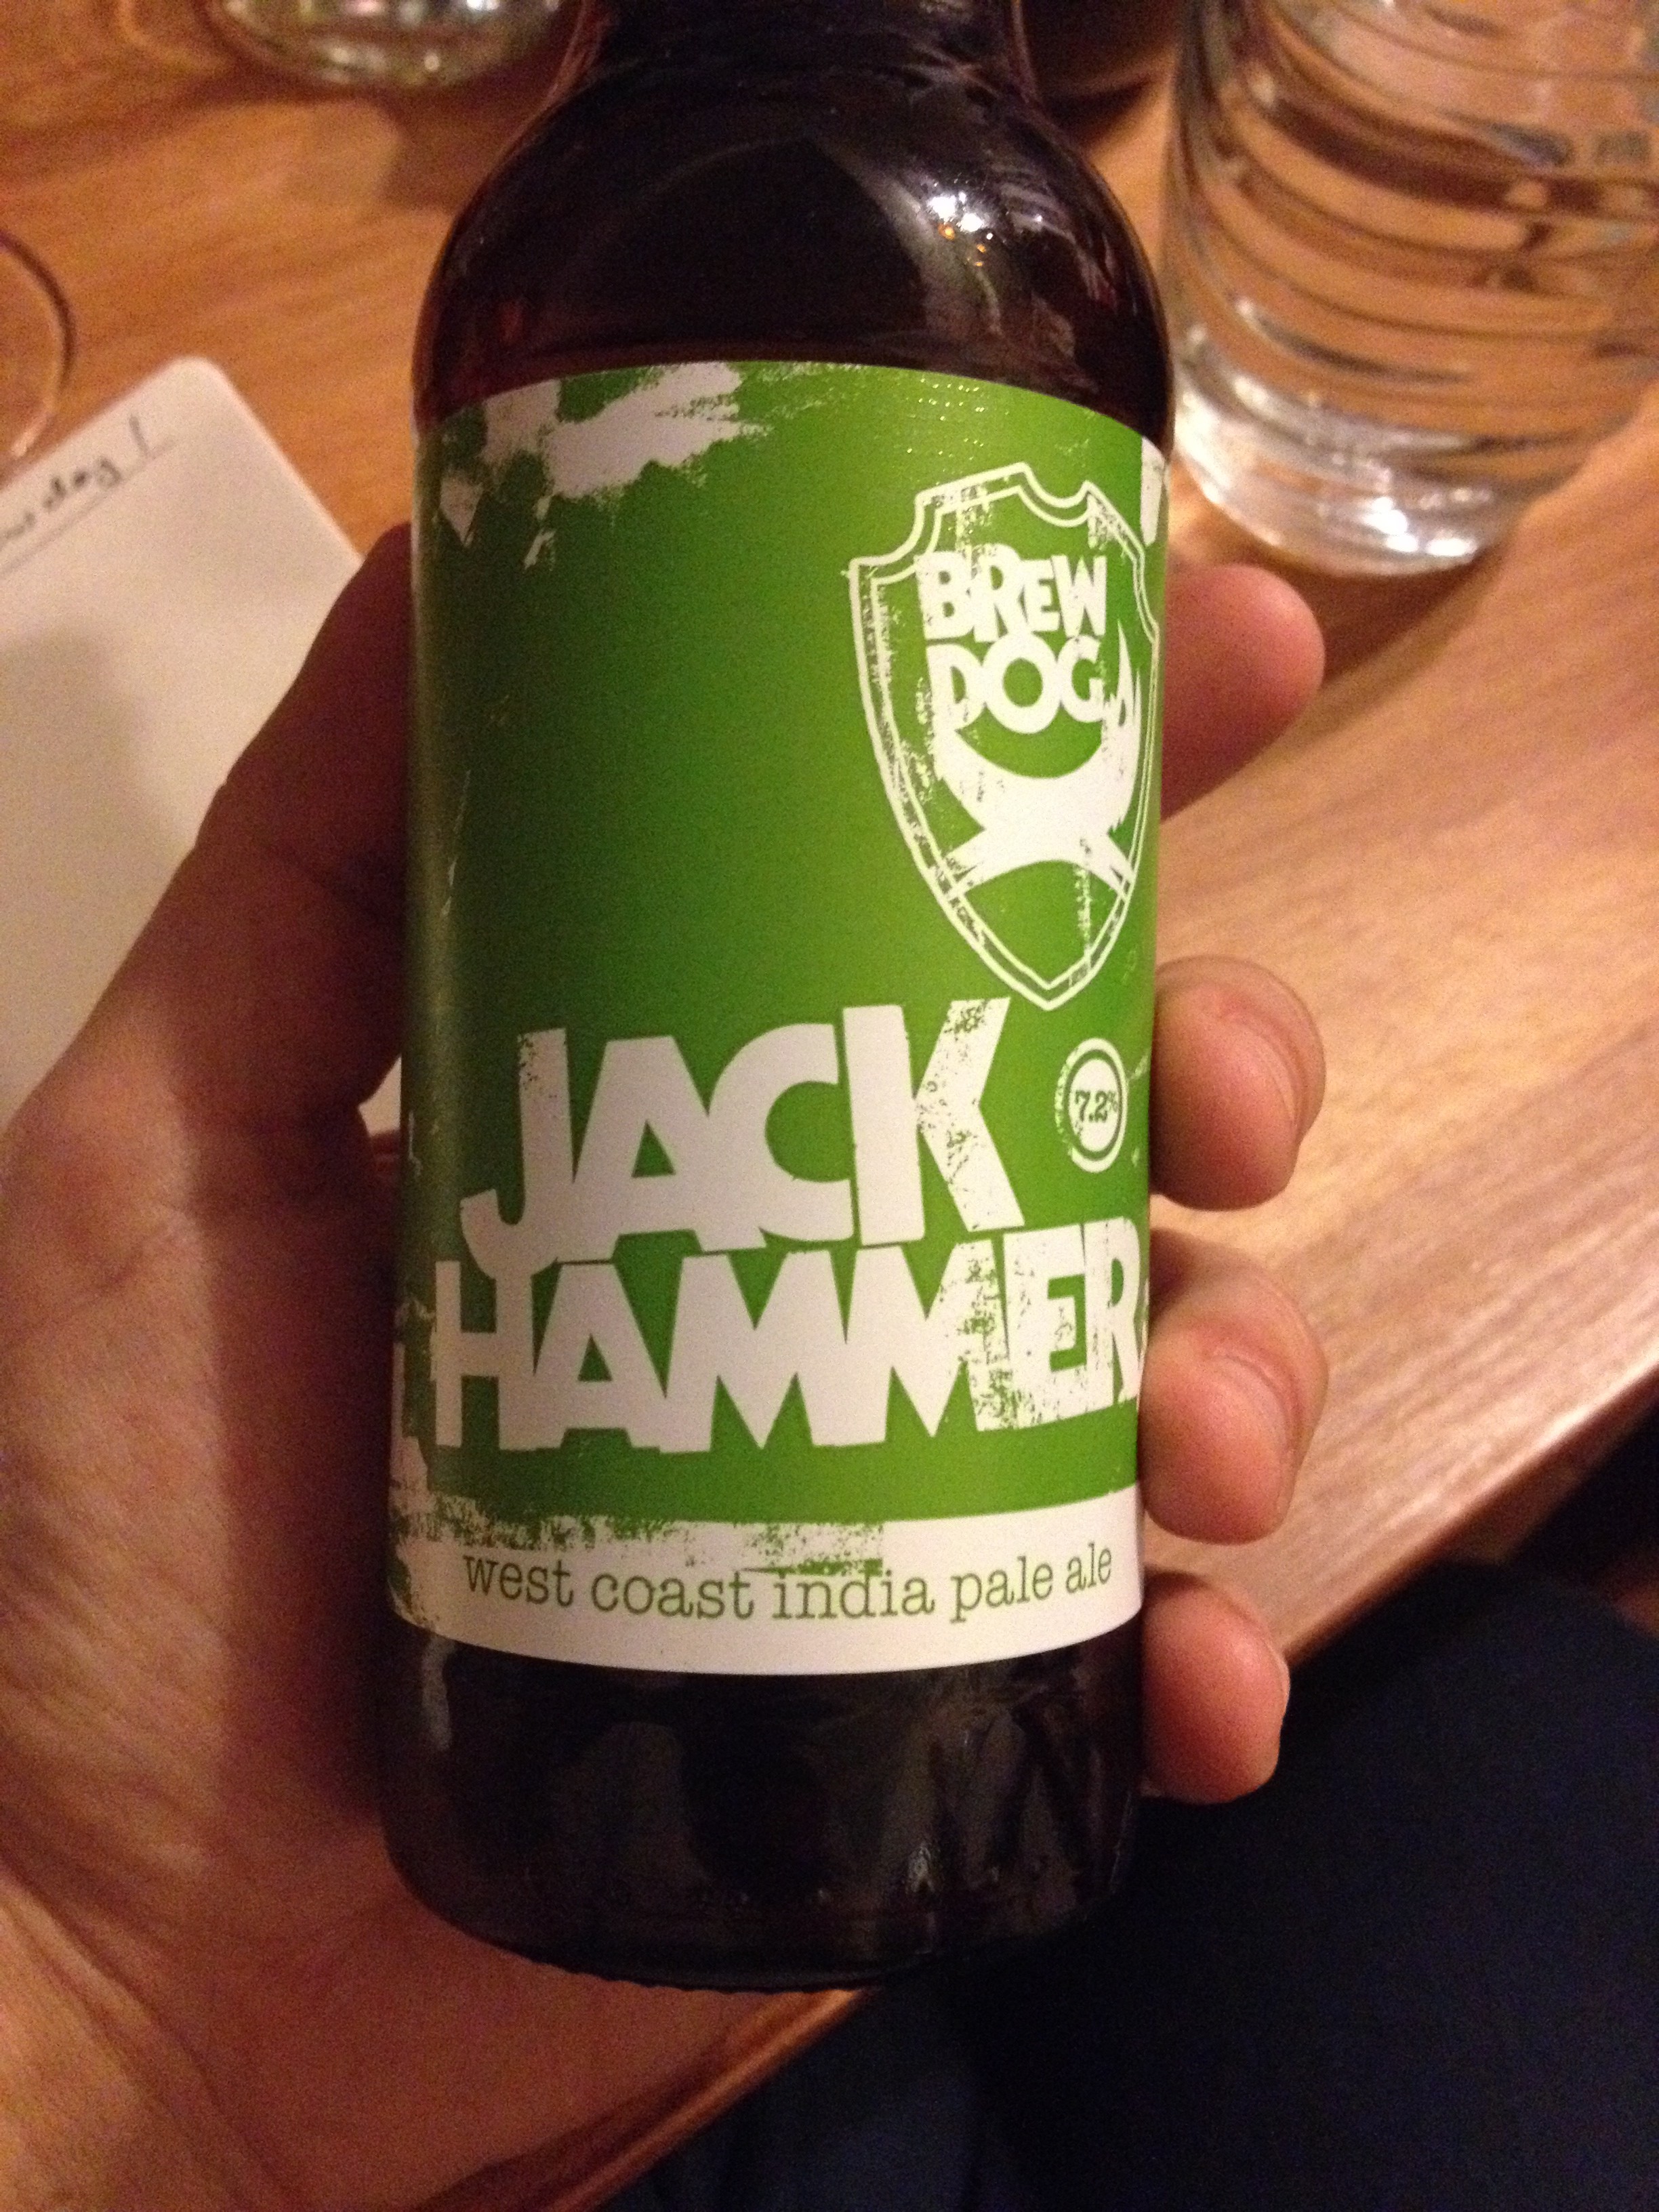 BREW
DOG
JACK
7.2%
HAMMER
west coast india pale ale